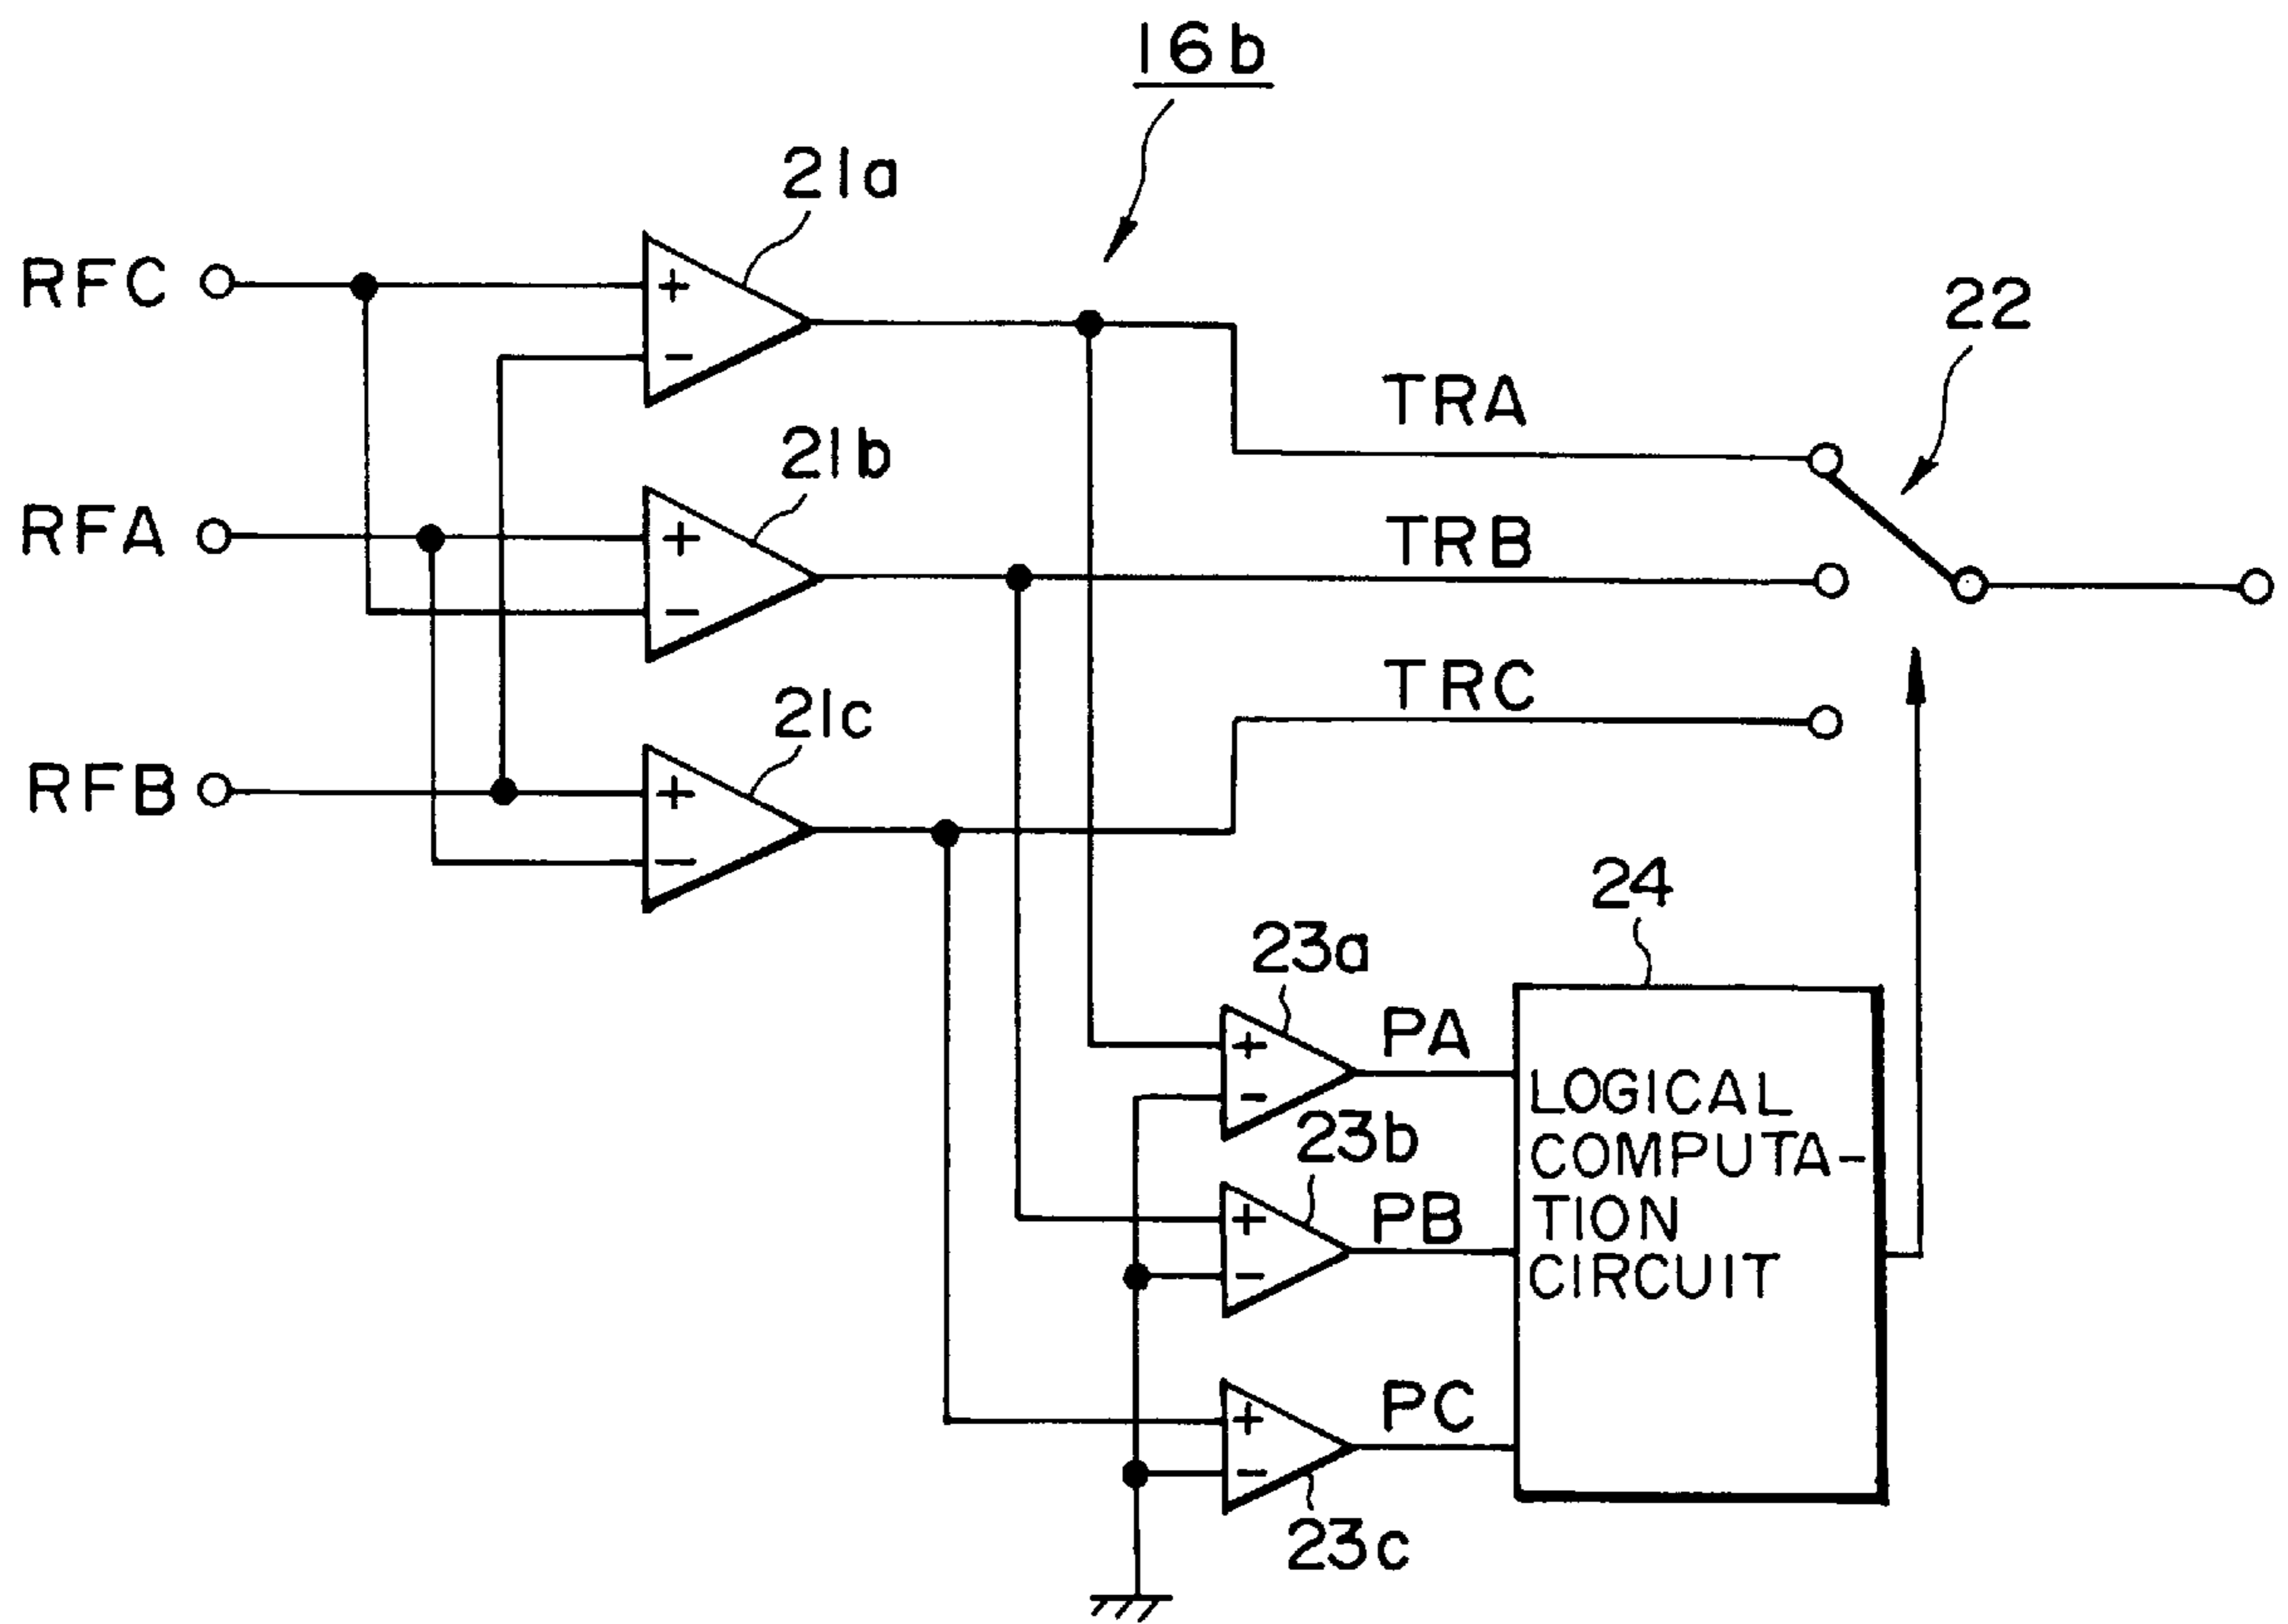 16b
21a
RFC
+
-
22
TRA
21b
RFA
+
-
TRB
TRC
21c
RFB
+
-
24
23a
PA
+
-
LOGICAL
COMPUTA-
TION
CIRCUIT
23b
PB
+
-
PC
+
-
23c